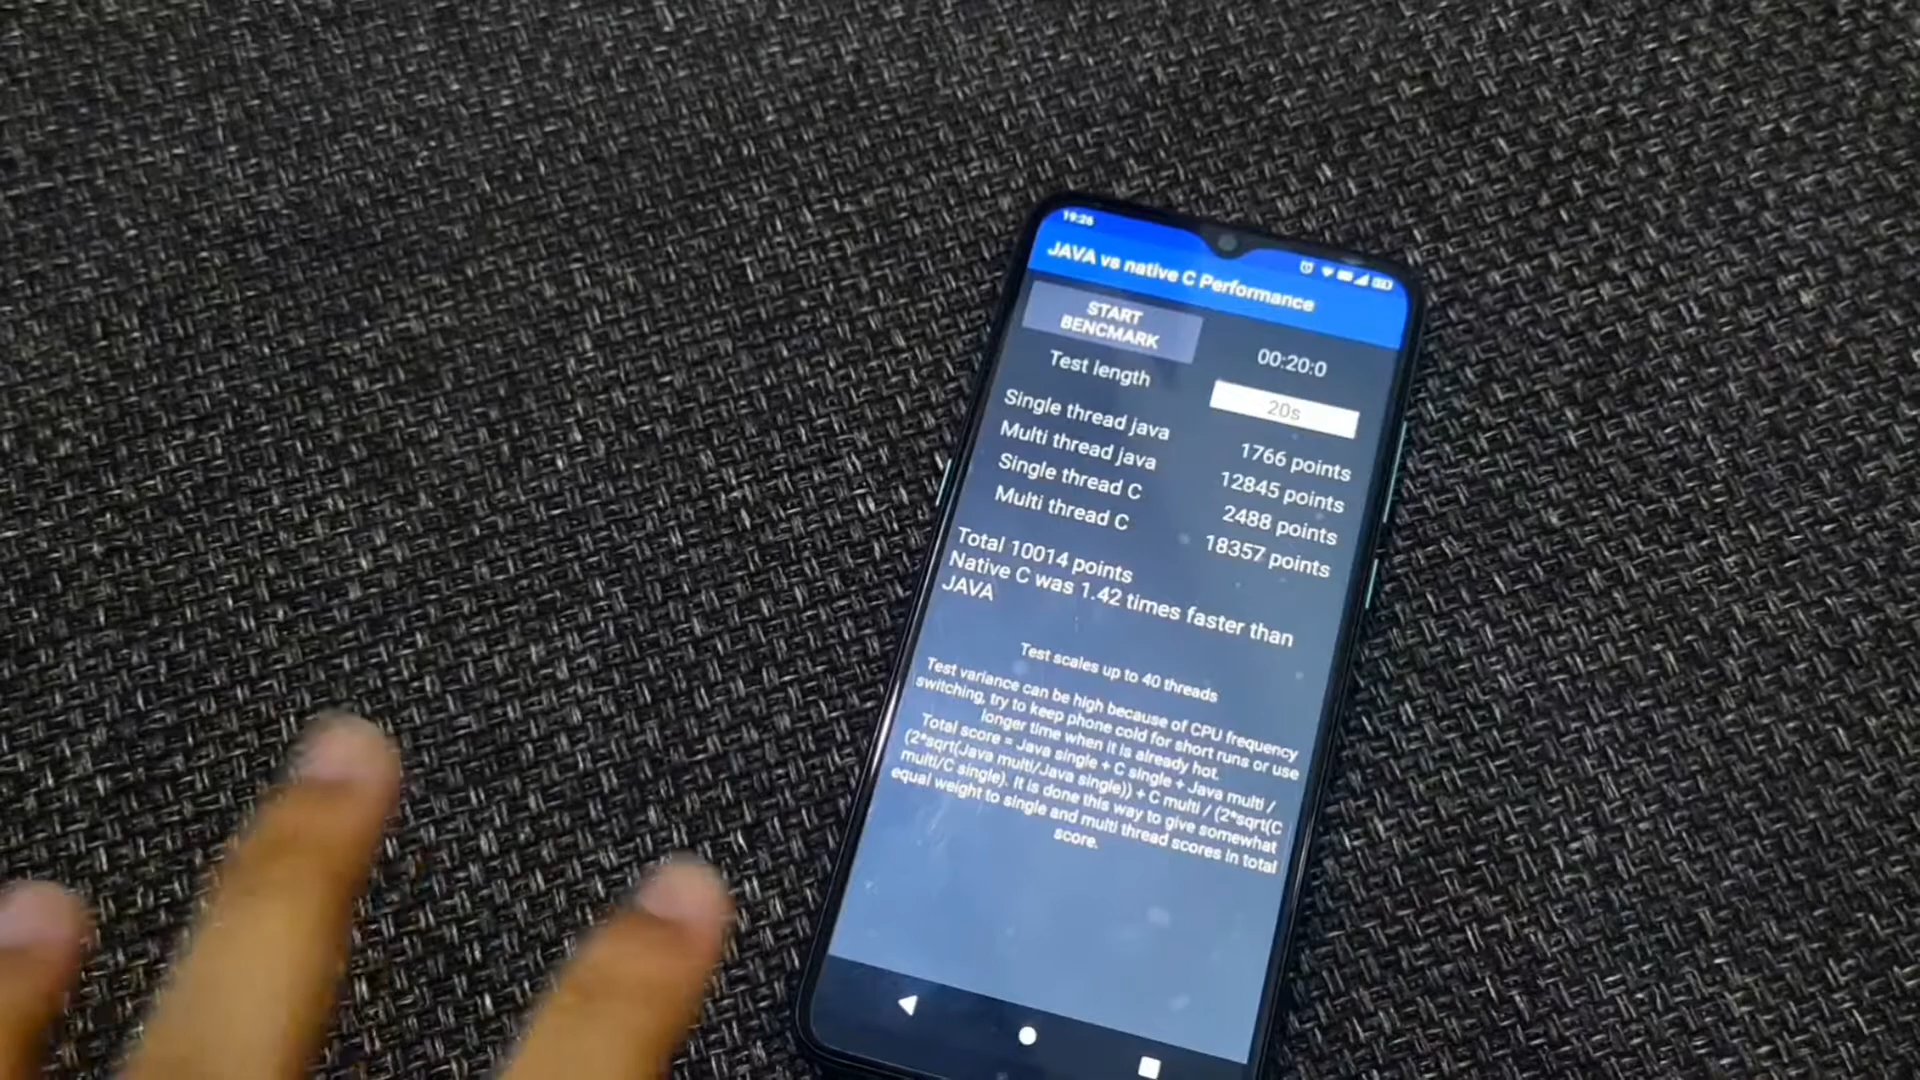 19:26
JAVA vs native C Performance
START
BENCMARK
00:20:0
Test length
20s
Single thread java
1766 points
Multi thread java
12845 points
Single thread C
2488 points
Multi thread C
18357 points
Total 10014 points
Native C was 1.42 times faster than
JAVA
Test scales up to 40 threads
Test variance can be high because of CPU frequency
switching, try to keep phone cold for short runs or use
longer time when it is already hot.
Total score = Java single + C single + Java multi /
(2*sqrt(Java multi/Java single)) + C multi / (2*sqrt(C
multi/C single). It is done this way to give somewhat
equal weight to single and multi thread scores in total
score.